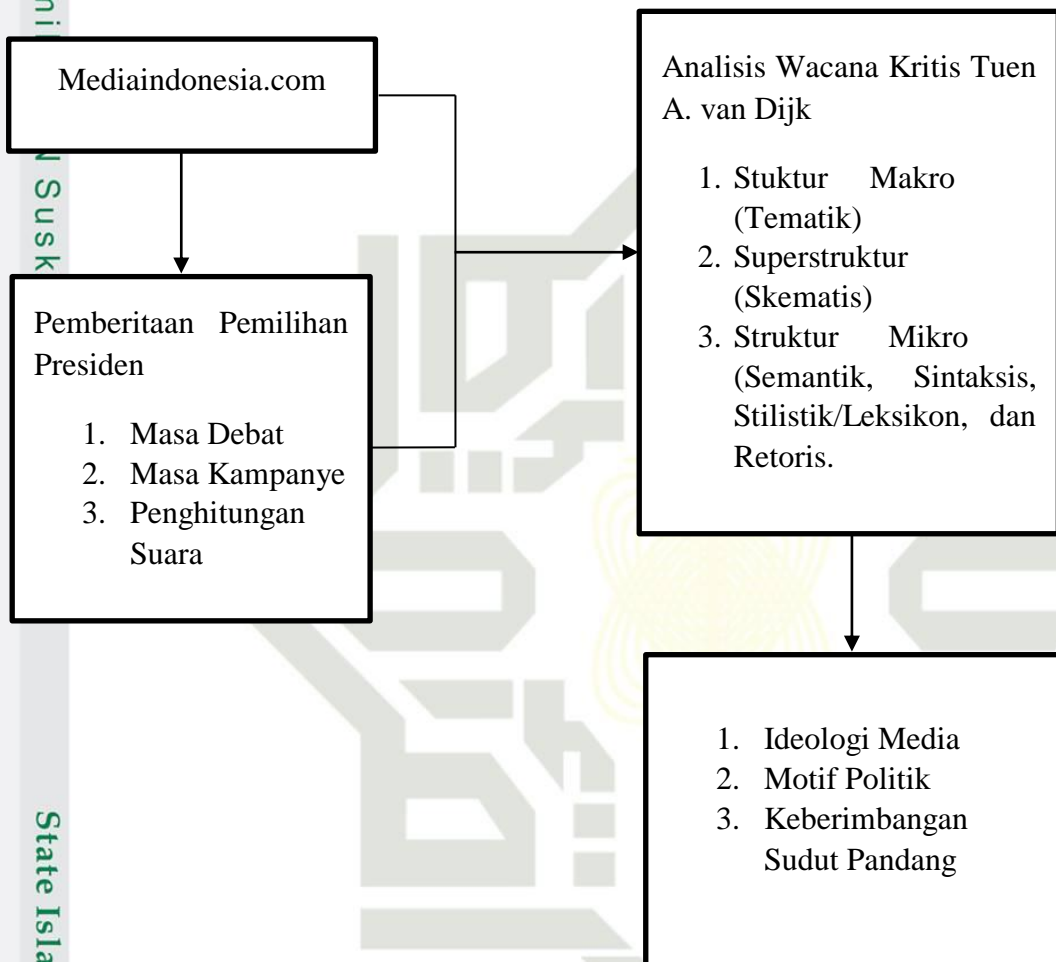 Mediaindonesia.com
Pemberitaan Pemilihan
Presiden
1. Masa Debat
2. Masa Kampanye
3. Penghitungan
Suara
Analisis Wacana Kritis Tuen
A. van Dijk
1. Stuktur Makro
(Tematik)
2. Superstruktur
(Skematis)
3. Struktur Mikro
(Semantik, Sintaksis,
Stilistik/Leksikon, dan
Retoris.
1. Ideologi Media
2. Motif Politik
3. Keberimbangan
Sudut Pandang
State